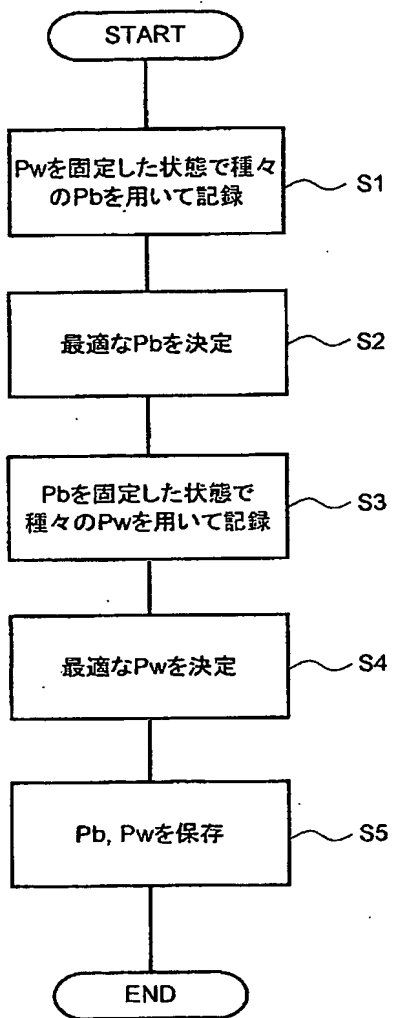 START
Pwを固定した状態で種々
のPbを用いて記録
S1
最適なPbを決定
S2
Pbを固定した状態で
種々のPwを用いて記録
S3
最適なPwを決定
S4
Pb, Pwを保存
S5
END